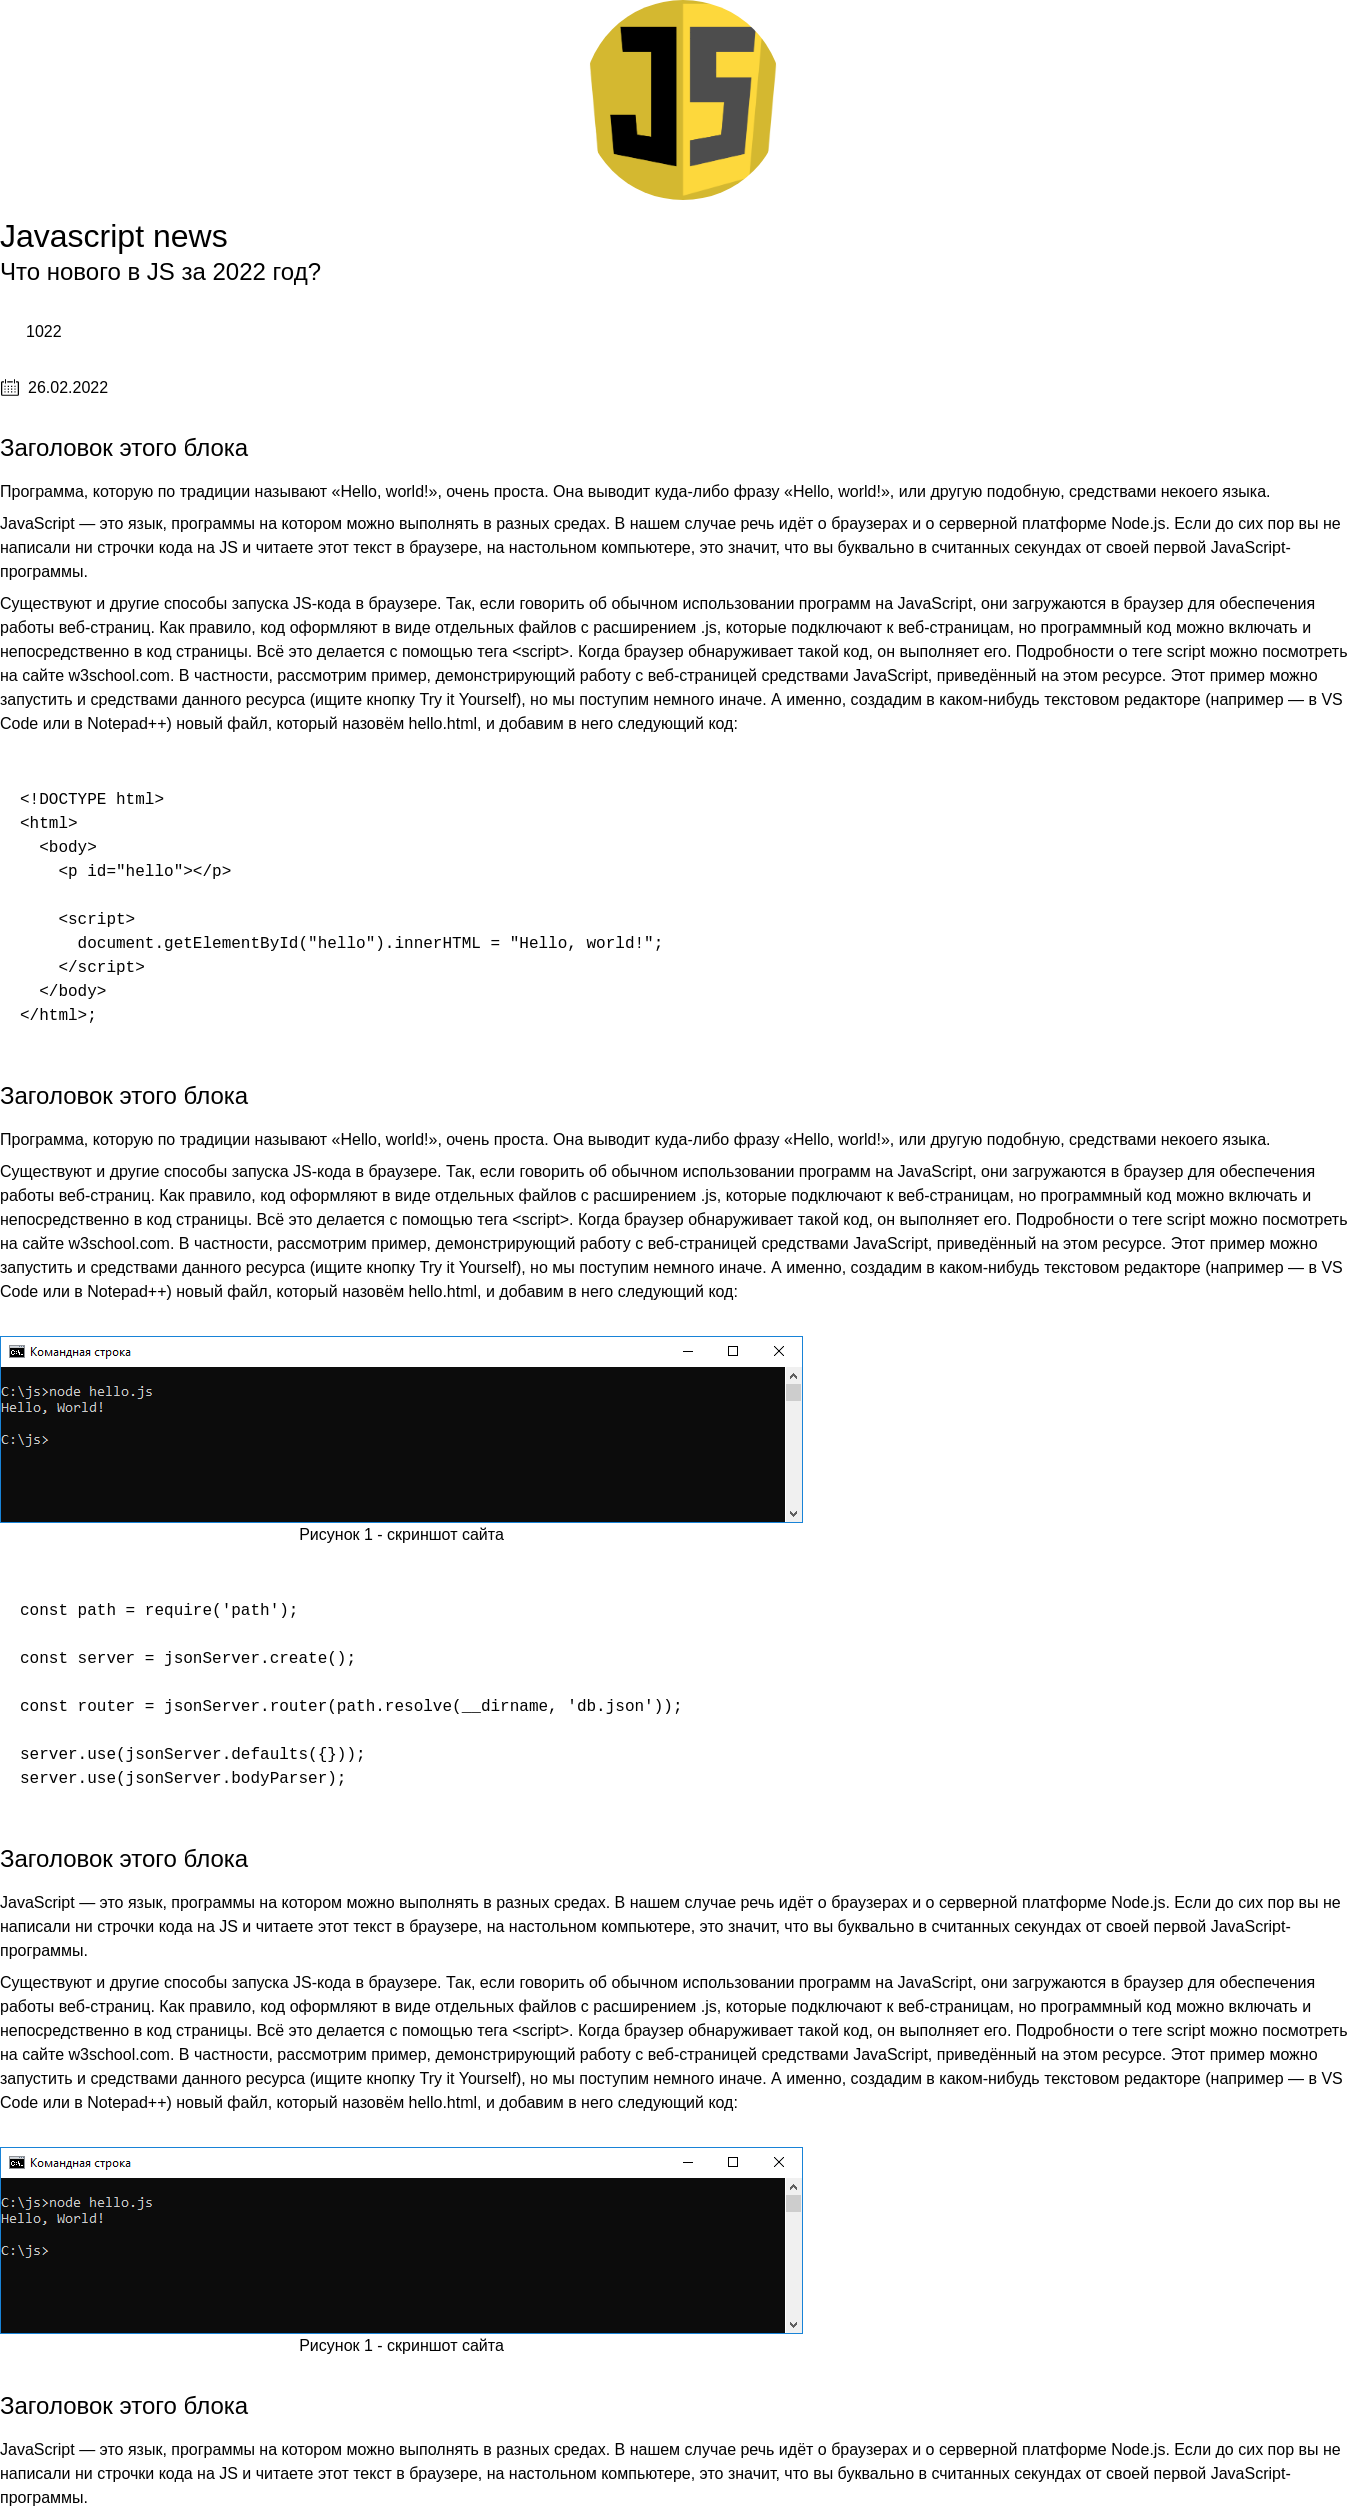 JS
Javascript news
Что нового в JS за 2022 год?
1022
26.02.2022
Заголовок этого блока
Программа, которую по традиции называют «Hello, world!», очень проста. Она выводит куда-либо фразу «Hello, world!», или другую подобную, средствами некоего языка.
JavaScript — это язык, программы на котором можно выполнять в разных средах. В нашем случае речь идёт о браузерах и о серверной платформе Node.js. Если до сих пор вы не
написали ни строчки кода на JS и читаете этот текст в браузере, на настольном компьютере, это значит, что вы буквально в считанных секундах от своей первой JavaScript-
программы.
Существуют и другие способы запуска JS-кода в браузере. Так, если говорить об обычном использовании программ на JavaScript, они загружаются в браузер для обеспечения
работы веб-страниц. Как правило, код оформляют в виде отдельных файлов с расширением .js, которые подключают к веб-страницам, но программный код можно включать и
непосредственно в код страницы. Всё это делается с помощью тега <script>. Когда браузер обнаруживает такой код, он выполняет его. Подробности о теге script можно посмотреть
на сайте w3school.com. В частности, рассмотрим пример, демонстрирующий работу с веб-страницей средствами JavaScript, приведённый на этом ресурсе. Этот пример можно
запустить и средствами данного ресурса (ищите кнопку Try it Yourself), но мы поступим немного иначе. А именно, создадим в каком-нибудь текстовом редакторе (например — в VS
Code или в Notepad++) новый файл, который назовём hello.html, и добавим в него следующий код:
<!DOCTYPE html>
<html>
  <body>
    <p id="hello"></p>
    <script>
      document.getElementById("hello").innerHTML = "Hello, world!";
    </script>
  </body>
</html>;
Заголовок этого блока
Программа, которую по традиции называют «Hello, world!», очень проста. Она выводит куда-либо фразу «Hello, world!», или другую подобную, средствами некоего языка.
Существуют и другие способы запуска JS-кода в браузере. Так, если говорить об обычном использовании программ на JavaScript, они загружаются в браузер для обеспечения
работы веб-страниц. Как правило, код оформляют в виде отдельных файлов с расширением .js, которые подключают к веб-страницам, но программный код можно включать и
непосредственно в код страницы. Всё это делается с помощью тега <script>. Когда браузер обнаруживает такой код, он выполняет его. Подробности о теге script можно посмотреть
на сайте w3school.com. В частности, рассмотрим пример, демонстрирующий работу с веб-страницей средствами JavaScript, приведённый на этом ресурсе. Этот пример можно
запустить и средствами данного ресурса (ищите кнопку Try it Yourself), но мы поступим немного иначе. А именно, создадим в каком-нибудь текстовом редакторе (например — в VS
Code или в Notepad++) новый файл, который назовём hello.html, и добавим в него следующий код:
Командная строка
C:\js>node hello.js
Hello, World!
C:\js>
Рисунок 1 - скриншот сайта
const path = require('path');
const server = jsonServer.create();
const router = jsonServer.router(path.resolve(__dirname, 'db.json'));
server.use(jsonServer.defaults({}));
server.use(jsonServer.bodyParser);
Заголовок этого блока
JavaScript — это язык, программы на котором можно выполнять в разных средах. В нашем случае речь идёт о браузерах и о серверной платформе Node.js. Если до сих пор вы не
написали ни строчки кода на JS и читаете этот текст в браузере, на настольном компьютере, это значит, что вы буквально в считанных секундах от своей первой JavaScript-
программы.
Существуют и другие способы запуска JS-кода в браузере. Так, если говорить об обычном использовании программ на JavaScript, они загружаются в браузер для обеспечения
работы веб-страниц. Как правило, код оформляют в виде отдельных файлов с расширением .js, которые подключают к веб-страницам, но программный код можно включать и
непосредственно в код страницы. Всё это делается с помощью тега <script>. Когда браузер обнаруживает такой код, он выполняет его. Подробности о теге script можно посмотреть
на сайте w3school.com. В частности, рассмотрим пример, демонстрирующий работу с веб-страницей средствами JavaScript, приведённый на этом ресурсе. Этот пример можно
запустить и средствами данного ресурса (ищите кнопку Try it Yourself), но мы поступим немного иначе. А именно, создадим в каком-нибудь текстовом редакторе (например — в VS
Code или в Notepad++) новый файл, который назовём hello.html, и добавим в него следующий код:
Командная строка
C:\js>node hello.js
Hello, World!
C:\js>
Рисунок 1 - скриншот сайта
Заголовок этого блока
JavaScript — это язык, программы на котором можно выполнять в разных средах. В нашем случае речь идёт о браузерах и о серверной платформе Node.js. Если до сих пор вы не
написали ни строчки кода на JS и читаете этот текст в браузере, на настольном компьютере, это значит, что вы буквально в считанных секундах от своей первой JavaScript-
программы.